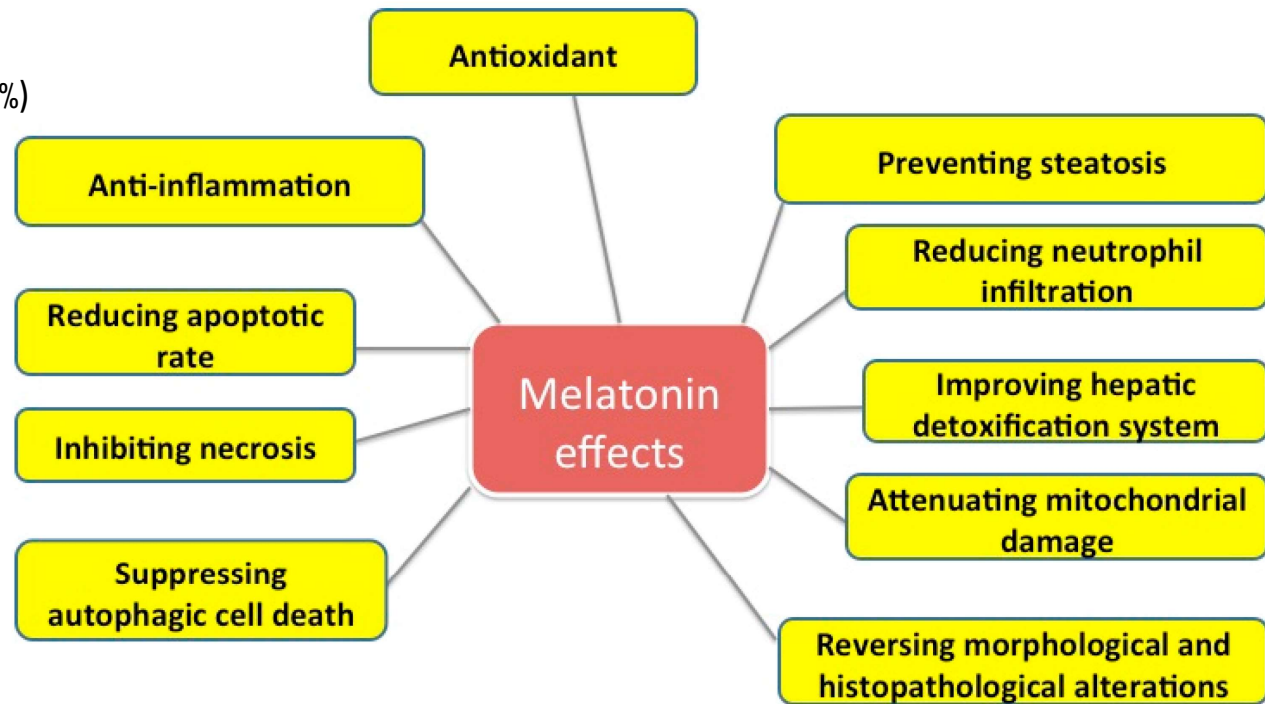 Antioxidant
%)
Anti-inflammation
Preventing steatosis
Reducing neutrophil
infiltration
Reducing apoptotic
rate
Melatonin
effects
Improving hepatic
detoxification system
Inhibiting necrosis
Attenuating mitochondrial
damage
Suppressing
autophagic cell death
Reversing morphological and
histopathological alterations